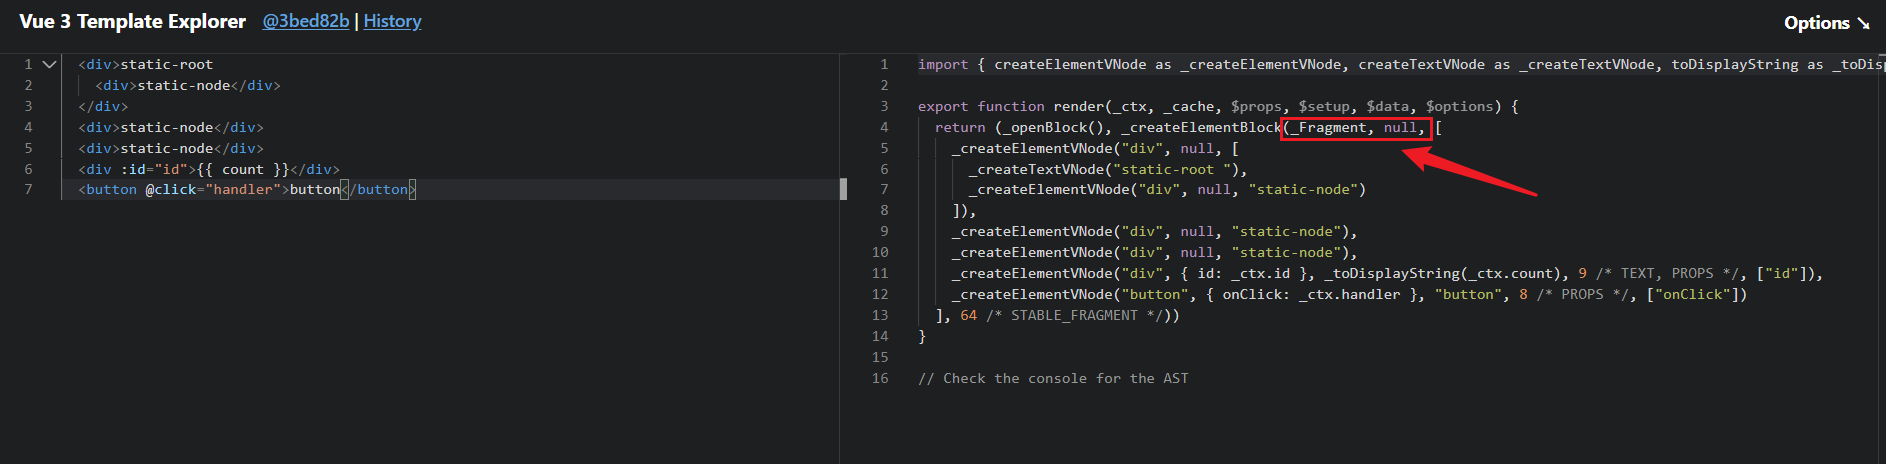 Vue 3 Template Explorer @3bed82b | History Options ↘
1 <div>static-root
2 <div>static-node</div>
3 </div>
4 <div>static-node</div>
5 <div>static-node</div>
6 <div :id="id">{{ count }}</div>
7 <button @click="handler">button</button>
1 import { createElementVNode as _createElementVNode, createTextVNode as _createTextVNode, toDisplayString as _toDisp
2
3 export function render(_ctx, _cache, $props, $setup, $data, $options) {
4 return (_openBlock(), _createElementBlock(_Fragment, null, [
5 _createElementVNode("div", null, [
6 _createTextVNode("static-root "),
7 _createElementVNode("div", null, "static-node")
8 ]),
9 _createElementVNode("div", null, "static-node"),
10 _createElementVNode("div", null, "static-node"),
11 _createElementVNode("div", { id: _ctx.id }, _toDisplayString(_ctx.count), 9 /* TEXT, PROPS */, ["id"]),
12 _createElementVNode("button", { onClick: _ctx.handler }, "button", 8 /* PROPS */, ["onClick"])
13 ], 64 /* STABLE_FRAGMENT */))
14 }
15
16 // Check the console for the AST